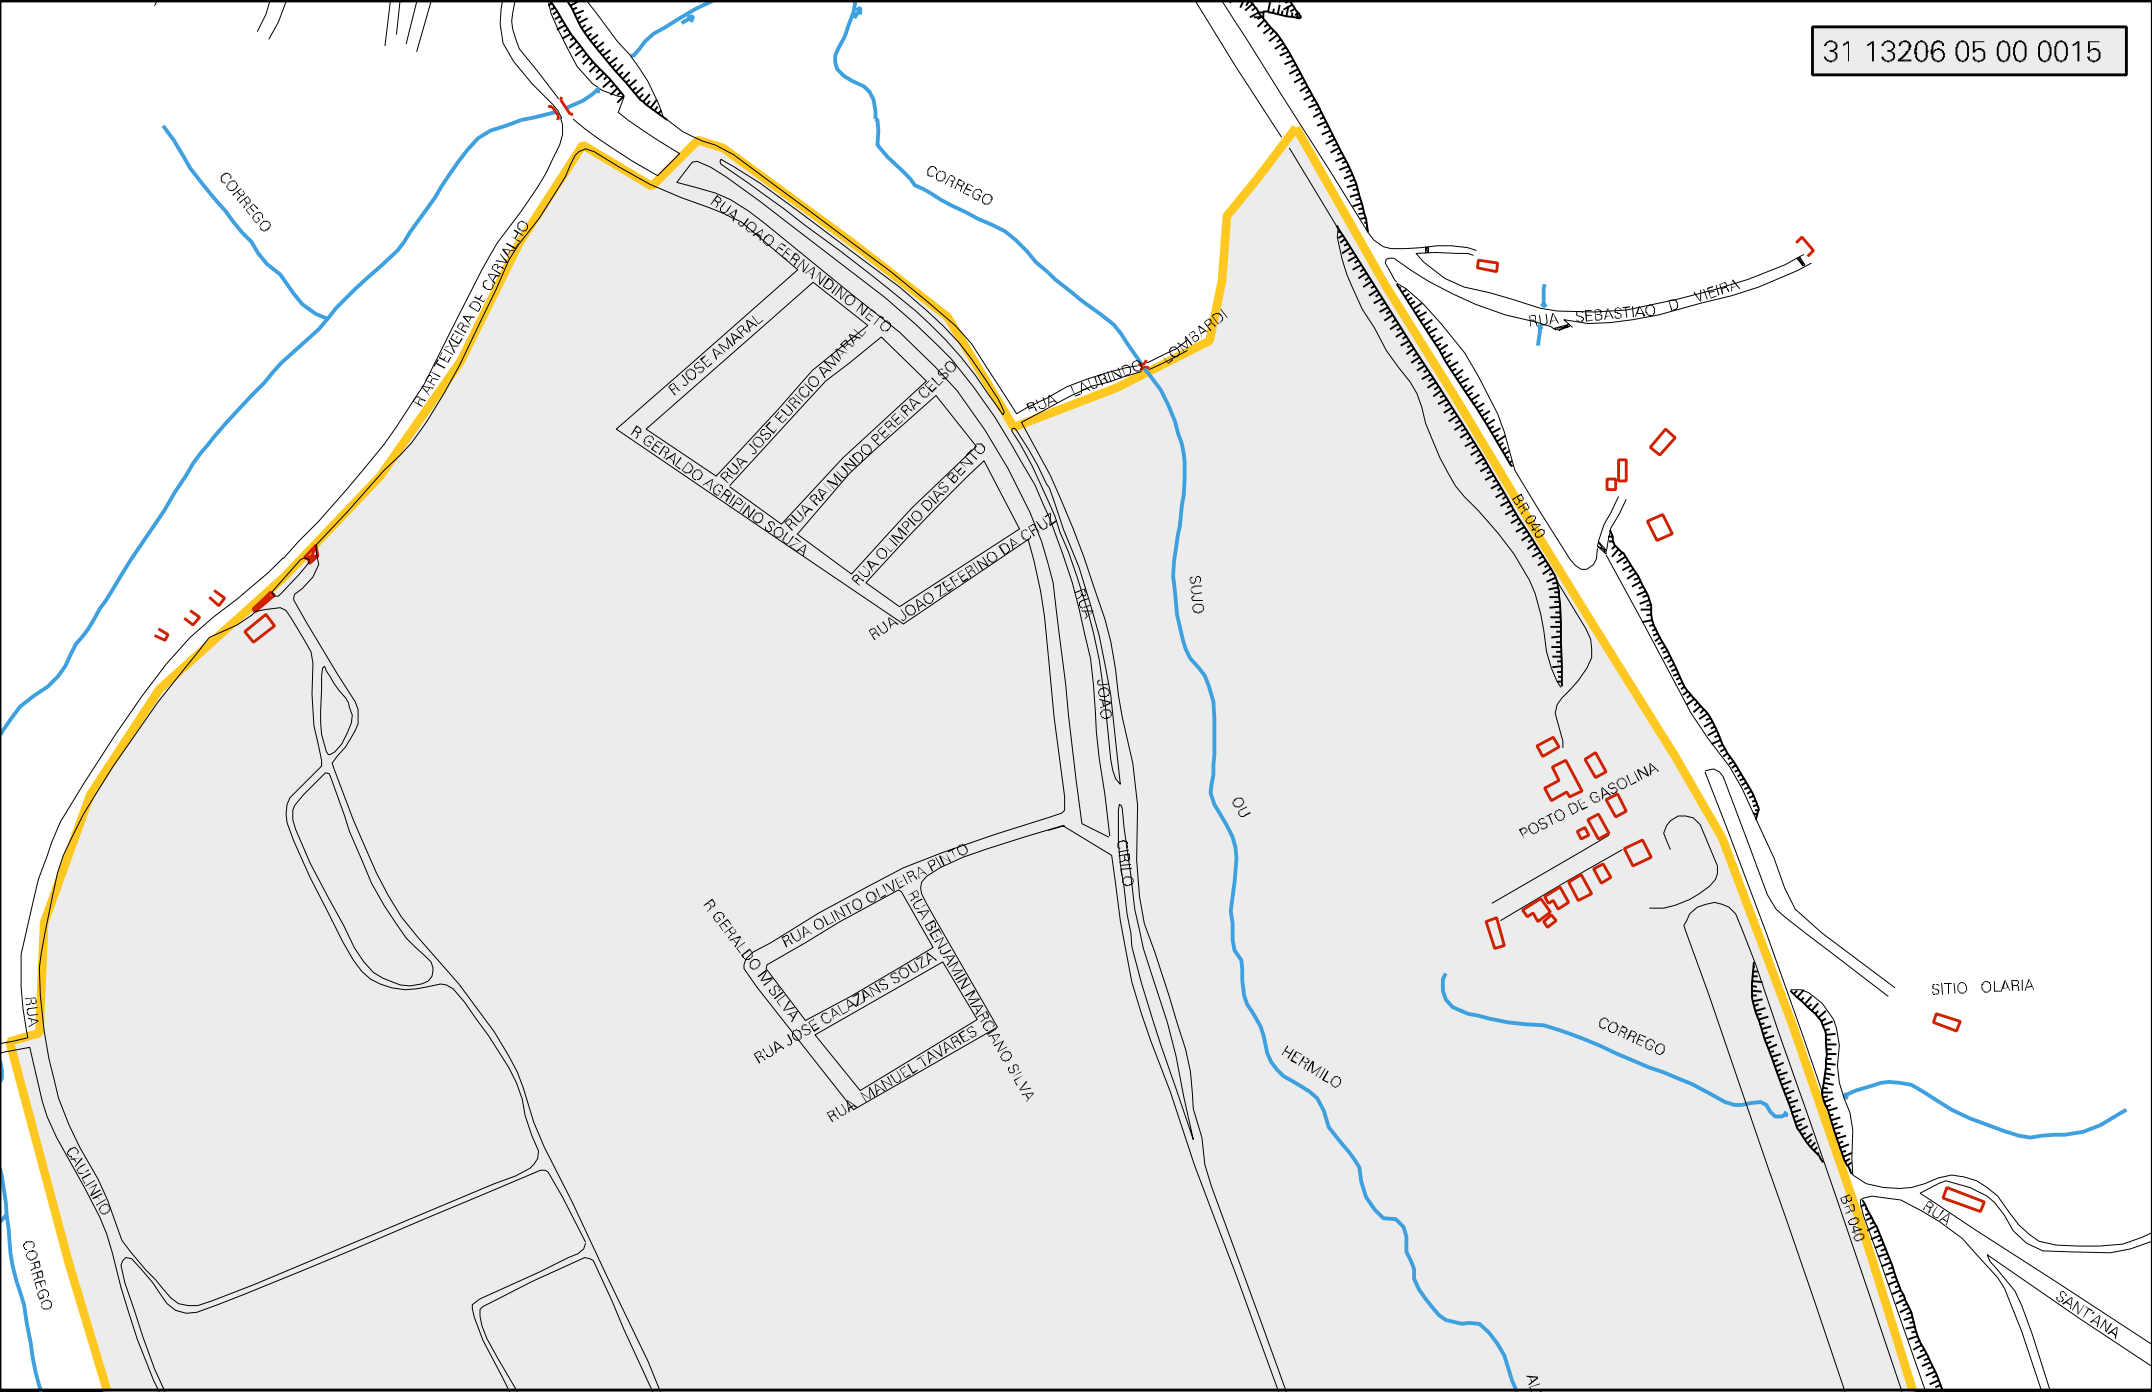 31 13206 05 00 0015
CORREGO
CORREGO
RUA JOAO FERNANDINO NETO
R ARI TEIXEIRA DE CARVALHO
R JOSE AMARAL
RUA JOSE EURICIO AMARAL
RUA RAIMUNDO PEREIRA CELSO
RUA OLIMPIO DIAS BENTO
R GERALDO AGRIPINO SOUZA
RUA JOAO ZEFERINO DA CRUZ
RUA LAURINDO LOMBARDI
RUA SEBASTIAO D VIEIRA
BR 040
SUJO
OU
HERMILO
RUA
JOAO
CIRILO
POSTO DE GASOLINA
RUA OLINTO OLIVEIRA PINTO
R GERALDO M SILVA
RUA BENJAMIN MARCIANO SILVA
RUA JOSE CALAZANS SOUZA
RUA MANUEL TAVARES
SITIO OLARIA
CORREGO
RUA
CAULINHO
CORREGO
BR 040
RUA
SANT'ANA